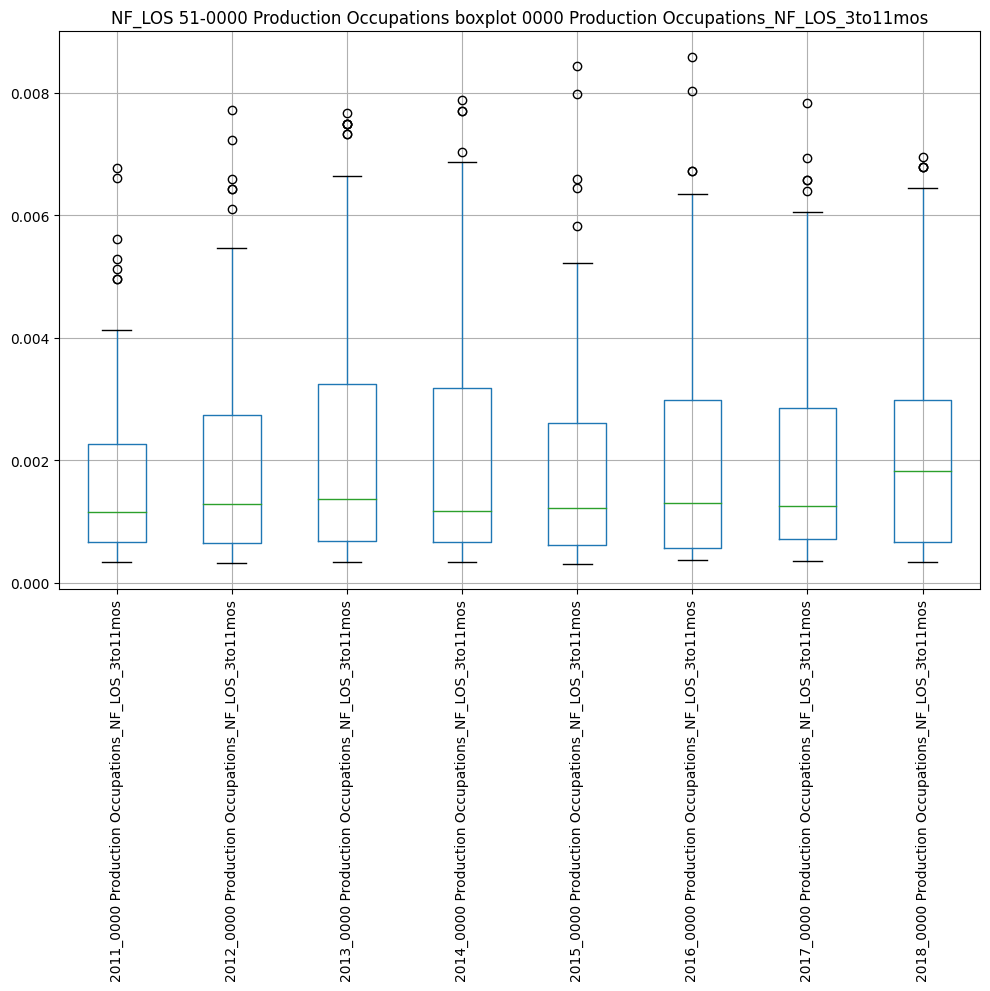 NF_LOS 51-0000 Production Occupations boxplot 0000 Production Occupations_NF_LOS_3to11mos
0.008
0.006
0.004
0.002
0.000
2011_0000 Production Occupations_NF_LOS_3to11mos
2012_0000 Production Occupations_NF_LOS_3to11mos
2013_0000 Production Occupations_NF_LOS_3to11mos
2014_0000 Production Occupations_NF_LOS_3to11mos
2015_0000 Production Occupations_NF_LOS_3to11mos
2016_0000 Production Occupations_NF_LOS_3to11mos
2017_0000 Production Occupations_NF_LOS_3to11mos
2018_0000 Production Occupations_NF_LOS_3to11mos